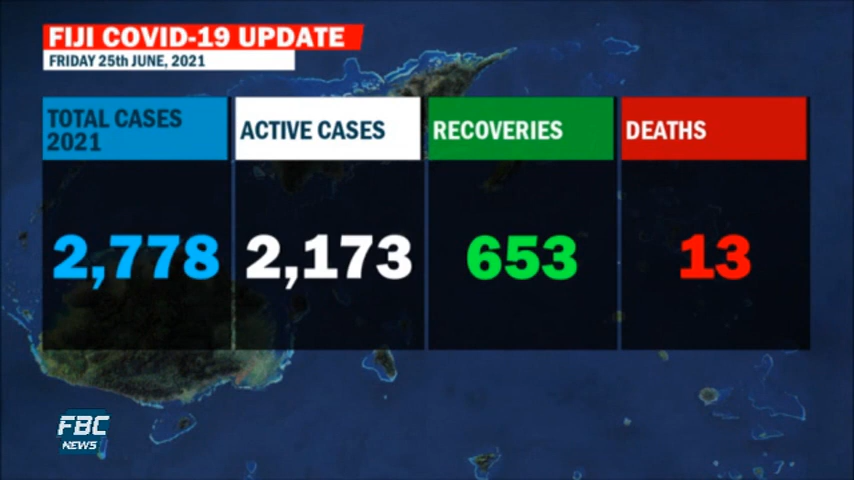 FIJI COVID-19 UPDATE
FRIDAY 25th JUNE, 2021
TOTAL CASES
2021
ACTIVE CASES
RECOVERIES
DEATHS
2,778
2,173
653
13
FBC
NEWS